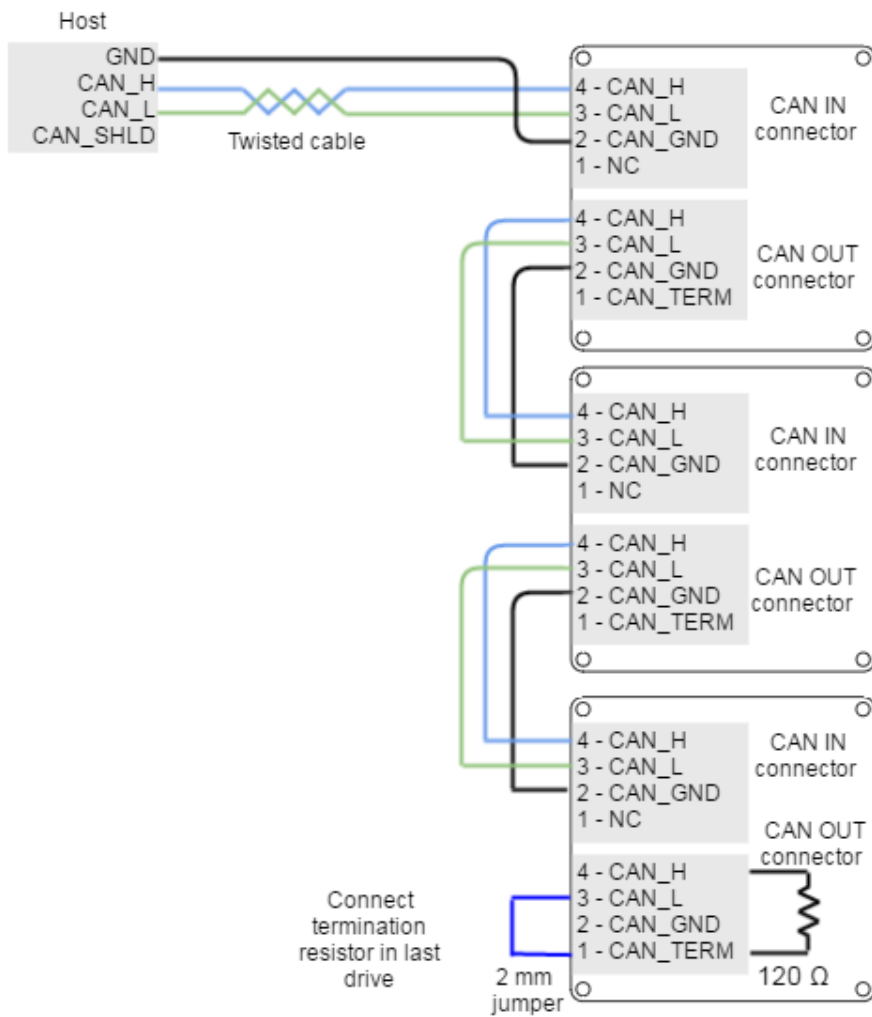 Host
GND
CAN_H
CAN_L
CAN_SHLD
Twisted cable
4 - CAN_H
3 - CAN_L
2 - CAN_GND
1 - NC
CAN IN
connector
4 - CAN_H
3 - CAN_L
2 - CAN_GND
1 - CAN_TERM
CAN OUT
connector
4 - CAN_H
3 - CAN_L
2 - CAN_GND
1 - NC
CAN IN
connector
4 - CAN_H
3 - CAN_L
2 - CAN_GND
1 - CAN_TERM
CAN OUT
connector
4 - CAN_H
3 - CAN_L
2 - CAN_GND
1 - NC
CAN IN
connector
CAN OUT
connector
4 - CAN_H
3 - CAN_L
2 - CAN_GND
1 - CAN_TERM
120 Ω
Connect
termination
resistor in last
drive
2 mm
jumper